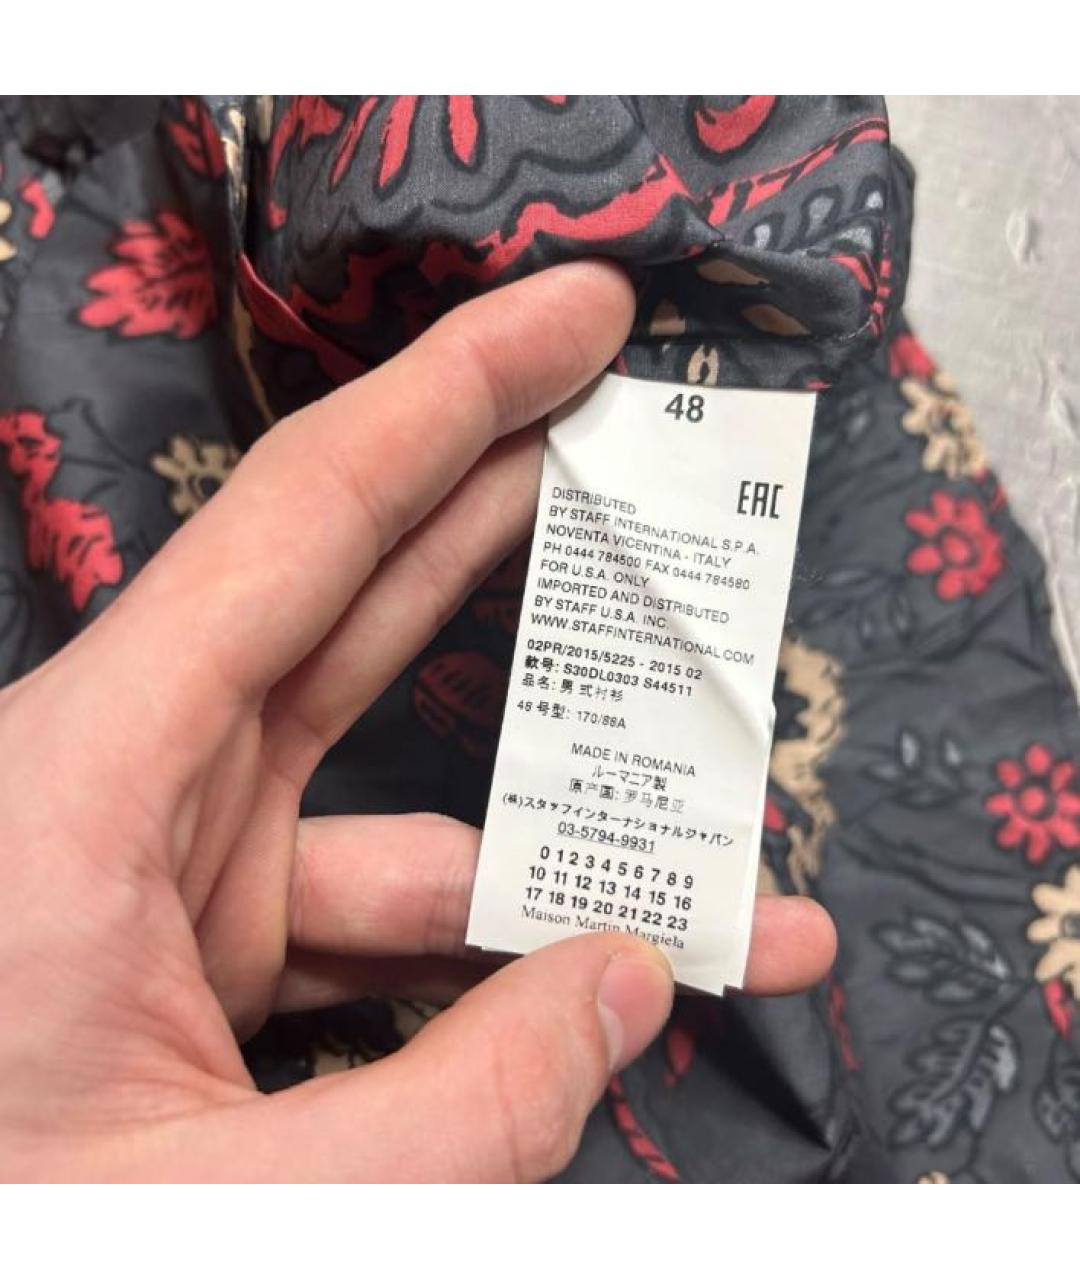 48
EAC
DISTRIBUTED
BY STAFF INTERNATIONAL S.P.A.
NOVENTA VICENTINA - ITALY
PH 0444 784500 FAX 0444 784580
FOR U.S.A. ONLY
IMPORTED AND DISTRIBUTED
BY STAFF U.S.A. INC.
WWW.STAFFINTERNATIONAL.COM
02PR/2015/5225 - 2015 02
款号: S30DL0303 S44511
品名: 男式衬衫
48 号型: 170/88A
MADE IN ROMANIA
ルーマニア製
原产国: 罗马尼亚
(株)スタッフインターナショナルジャパン
03-5794-9931
0 1 2 3 4 5 6 7 8 9
10 11 12 13 14 15 16
17 18 19 20 21 22 23
Maison Martin Margiela